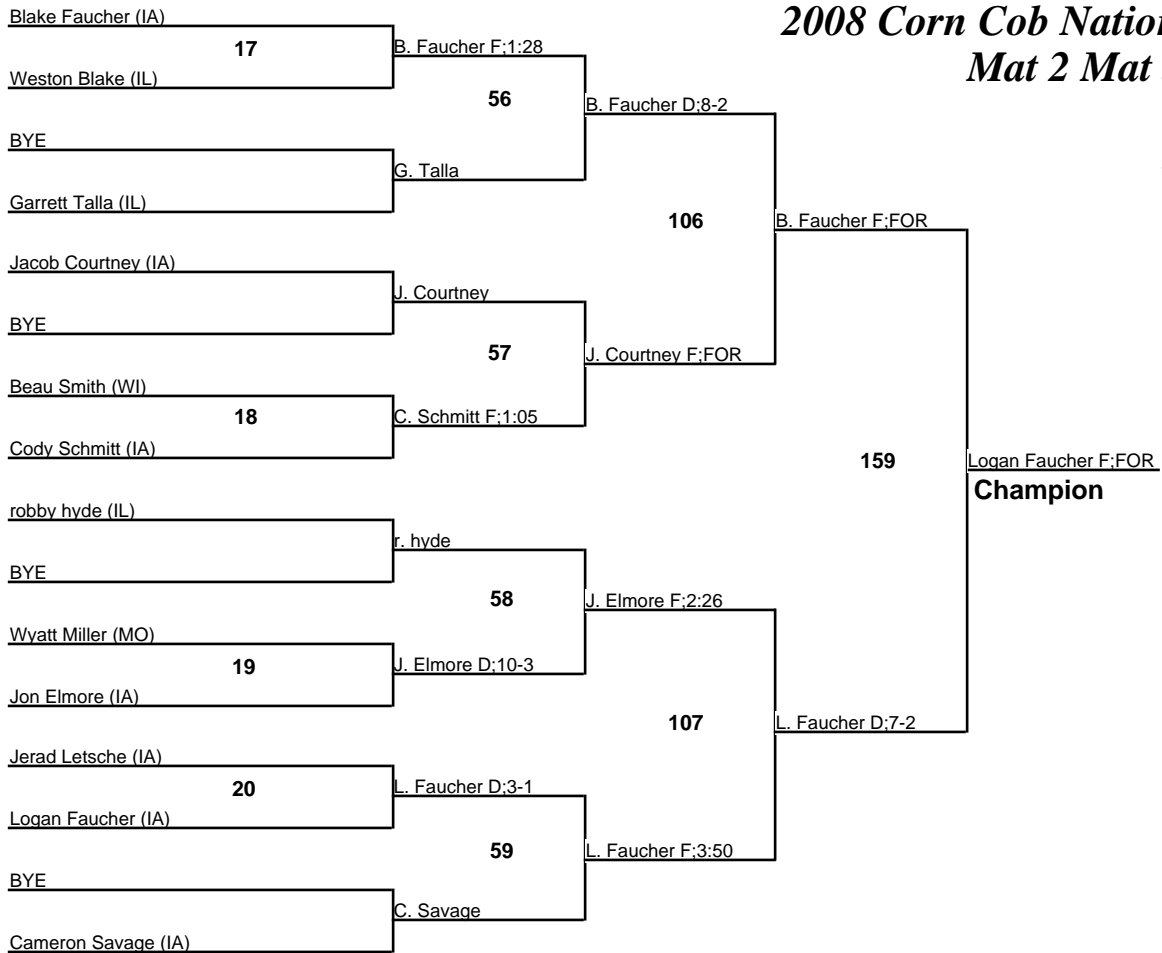 2008 Corn Cob Nation
Mat 2 Mat
Blake Faucher (IA)
17
Weston Blake (IL)
B. Faucher F;1:28
56
BYE
Garrett Talla (IL)
G. Talla
B. Faucher D;8-2
106
Jacob Courtney (IA)
BYE
J. Courtney
57
Beau Smith (WI)
18
Cody Schmitt (IA)
C. Schmitt F;1:05
J. Courtney F;FOR
B. Faucher F;FOR
159
robby hyde (IL)
BYE
r. hyde
58
Wyatt Miller (MO)
19
Jon Elmore (IA)
J. Elmore D;10-3
J. Elmore F;2:26
107
Jerad Letsche (IA)
20
Logan Faucher (IA)
L. Faucher D;3-1
59
BYE
Cameron Savage (IA)
C. Savage
L. Faucher F;3:50
L. Faucher D;7-2
Logan Faucher F;FOR
Champion